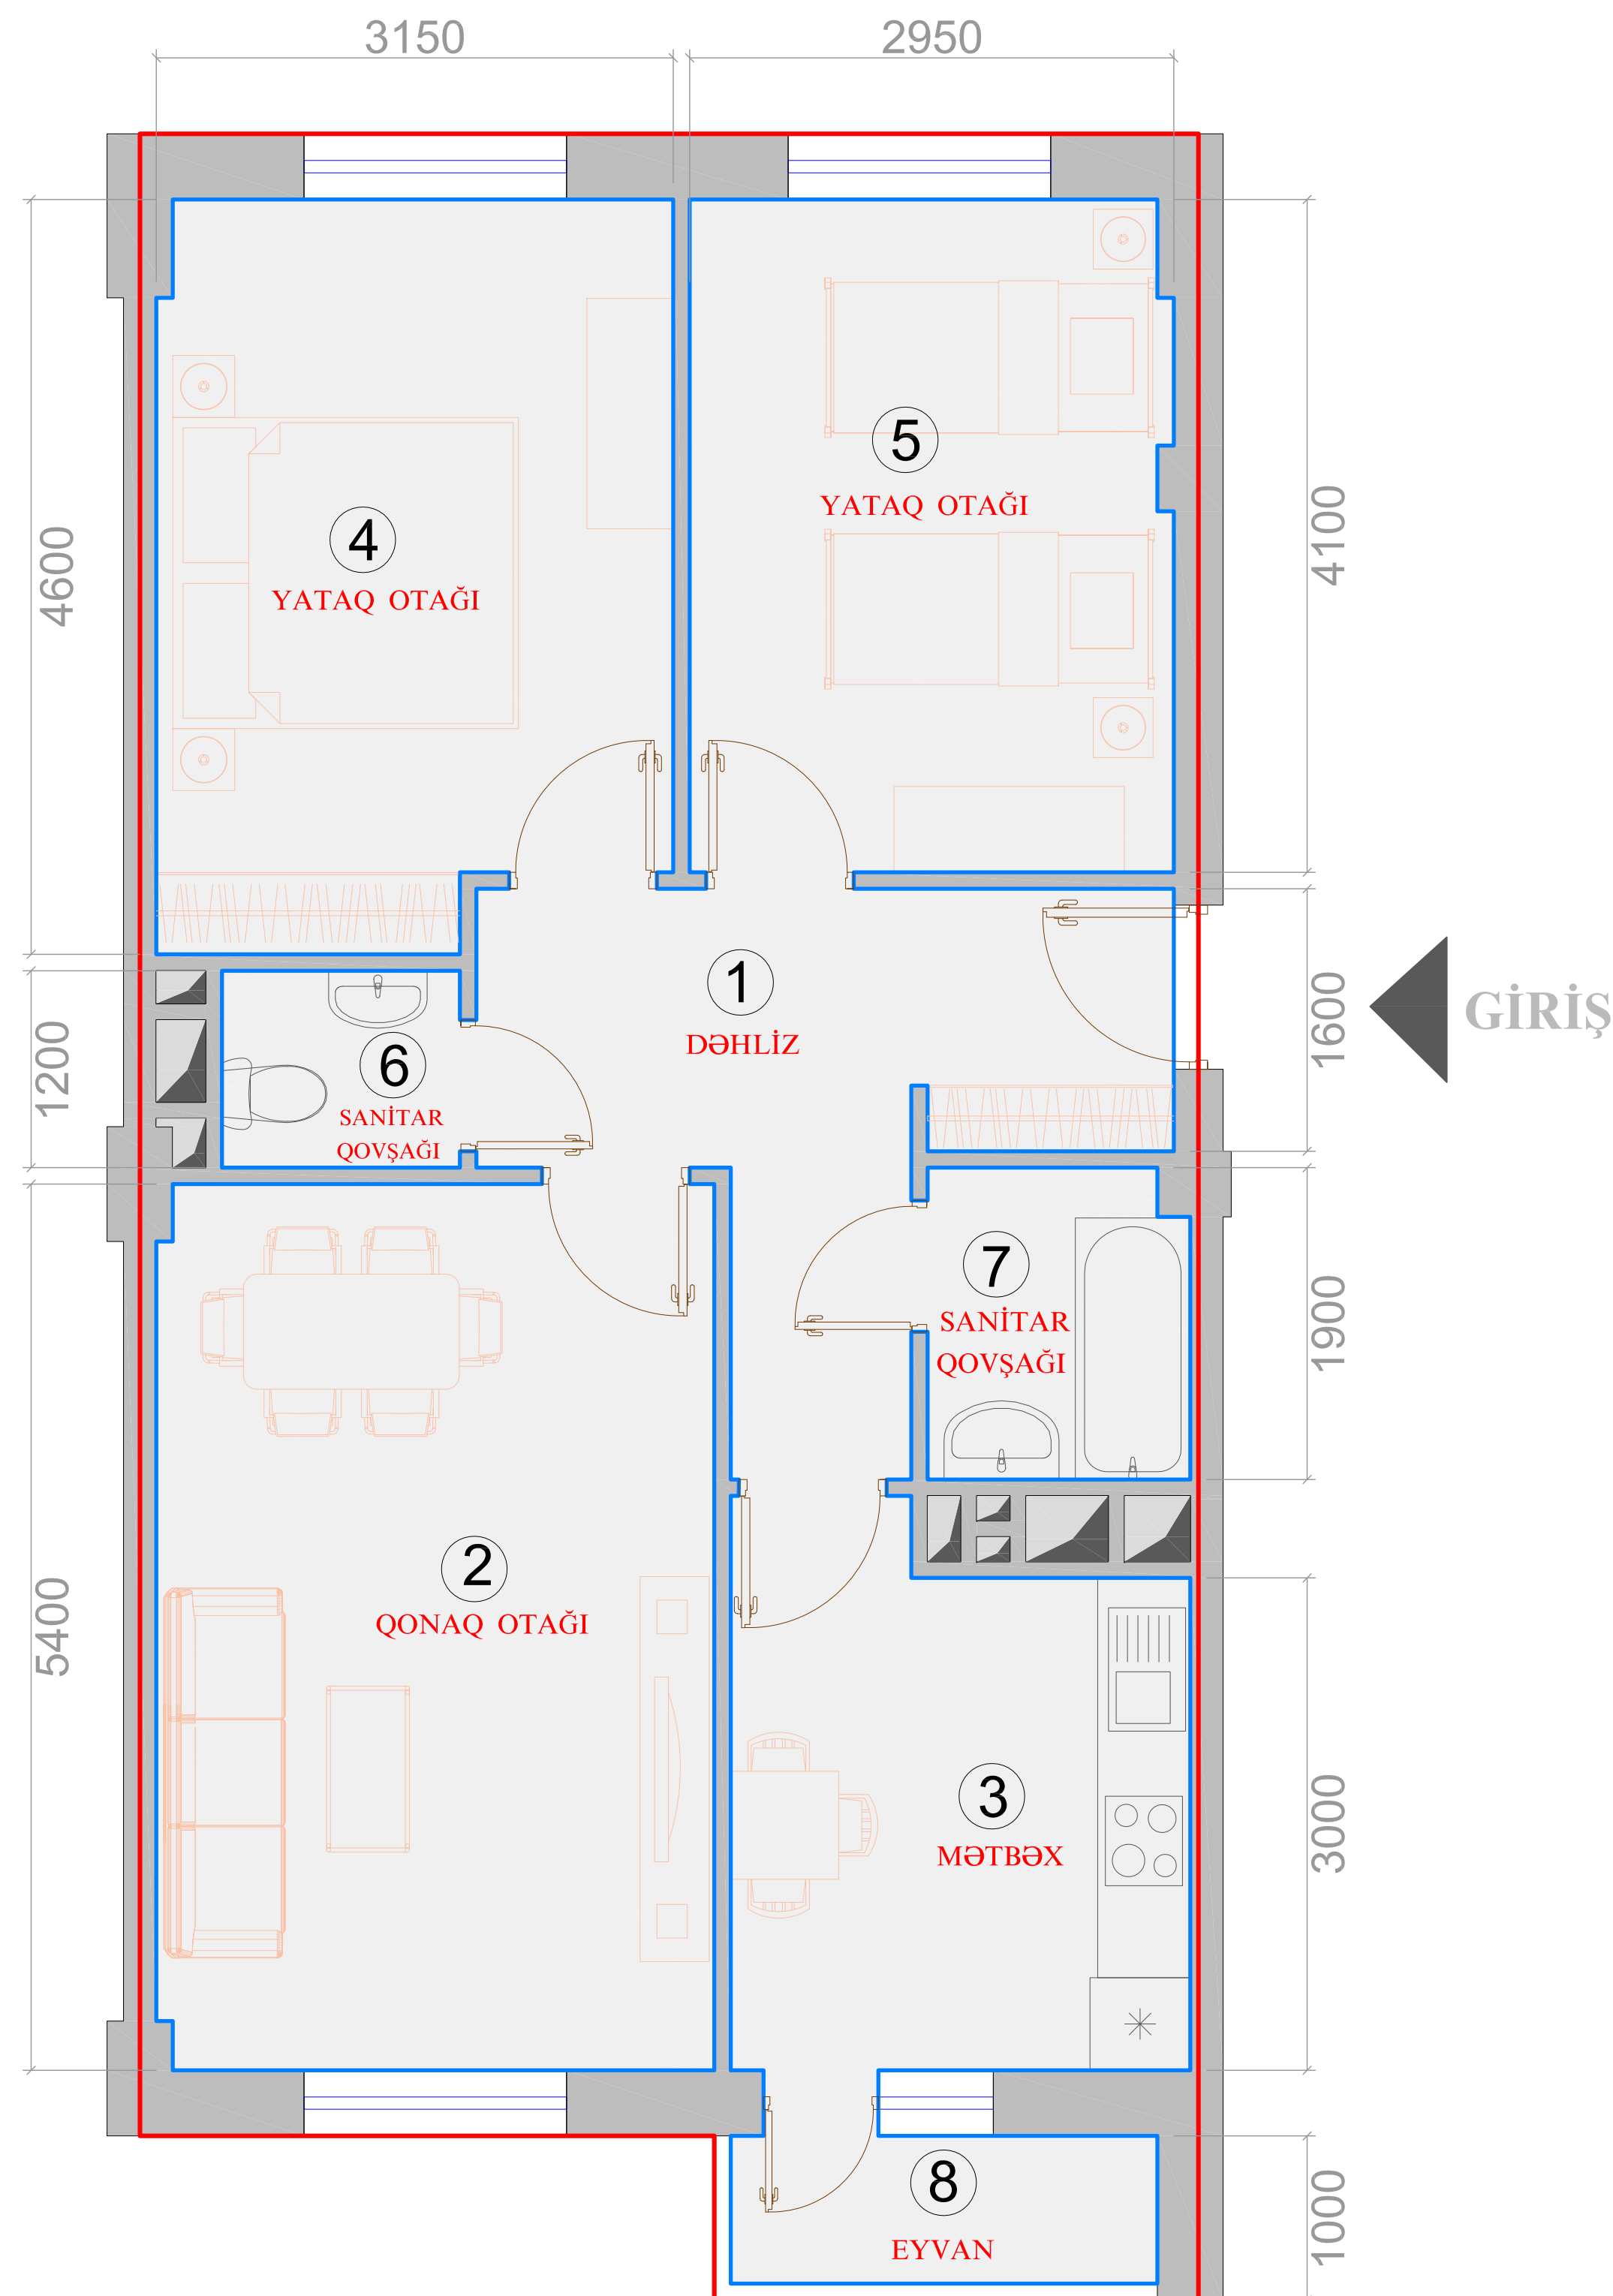 3150
2950
4600
4100
5
YATAQ OTAĞI
4
YATAQ OTAĞI
1
DƏHLİZ
GİRİŞ
1600
1200
6
SANİTAR
QOVŞAĞI
7
SANİTAR
QOVŞAĞI
1900
2
QONAQ OTAĞI
5400
3
MƏTBƏX
3000
8
EYVAN
1000